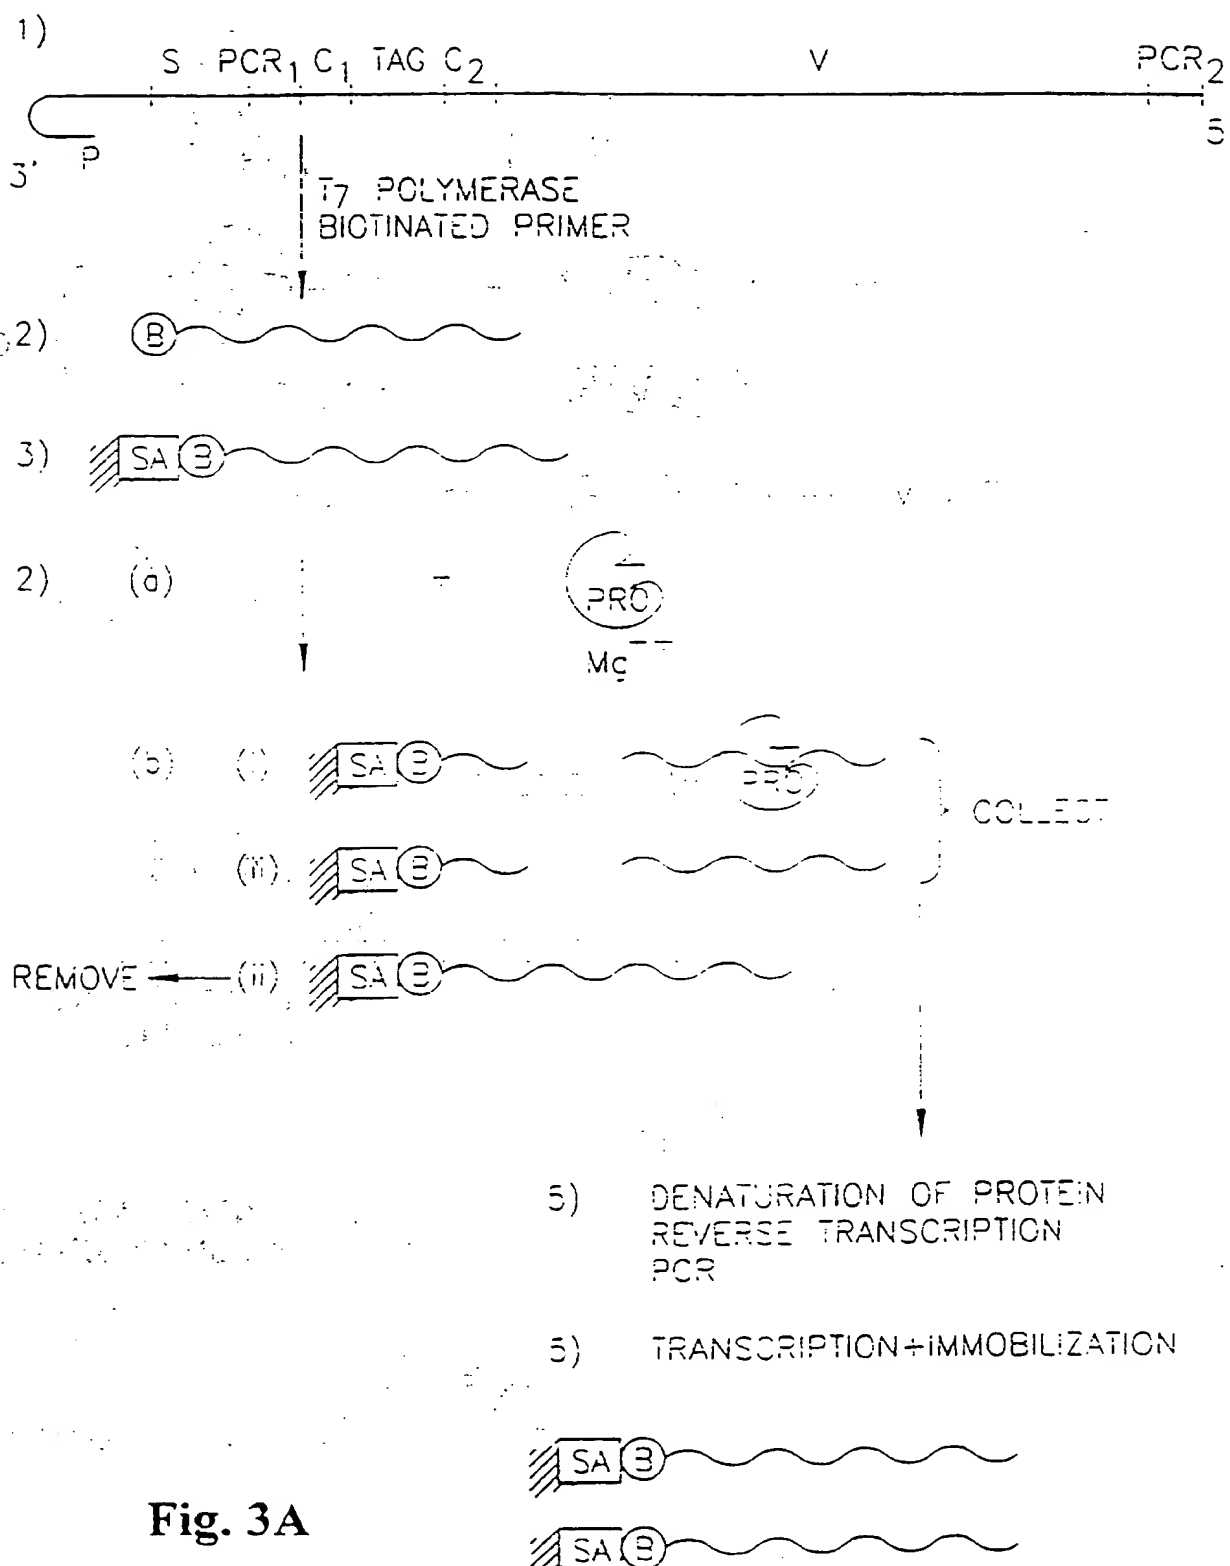 1)
S PCR1 C1 TAG C2 V PCR2
3' P 5
T7 POLYMERASE
BIOTINATED PRIMER
2) B
3) SA B
2) (a)
PRO
Mg
(b) (i) SA B PRO
COLLECT
(ii) SA B
REMOVE (ii) SA B
5) DENATURATION OF PROTEIN
REVERSE TRANSCRIPTION
PCR
5) TRANSCRIPTION+IMMOBILIZATION
SA B
Fig. 3A
SA B